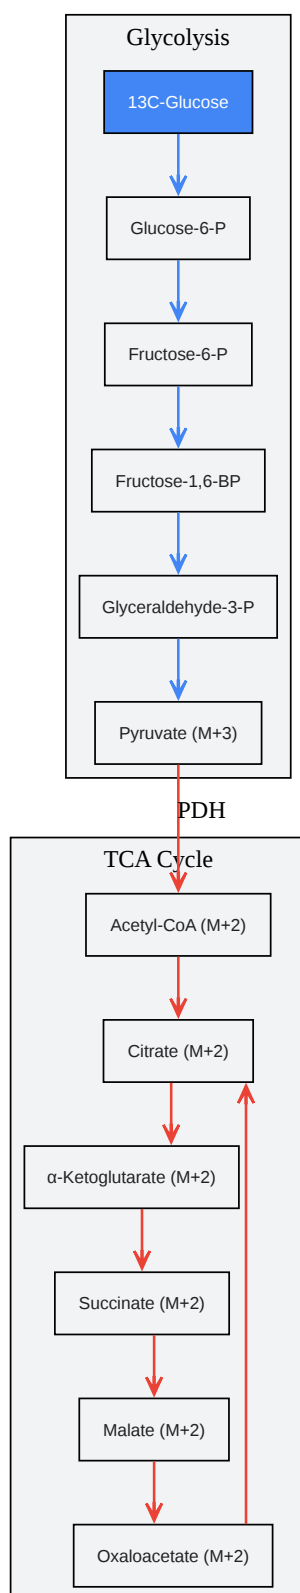 Glycolysis
13C-Glucose
Glucose-6-P
Fructose-6-P
Fructose-1,6-BP
Glyceraldehyde-3-P
Pyruvate (M+3)
PDH
TCA Cycle
Acetyl-CoA (M+2)
Citrate (M+2)
α-Ketoglutarate (M+2)
Succinate (M+2)
Malate (M+2)
Oxaloacetate (M+2)